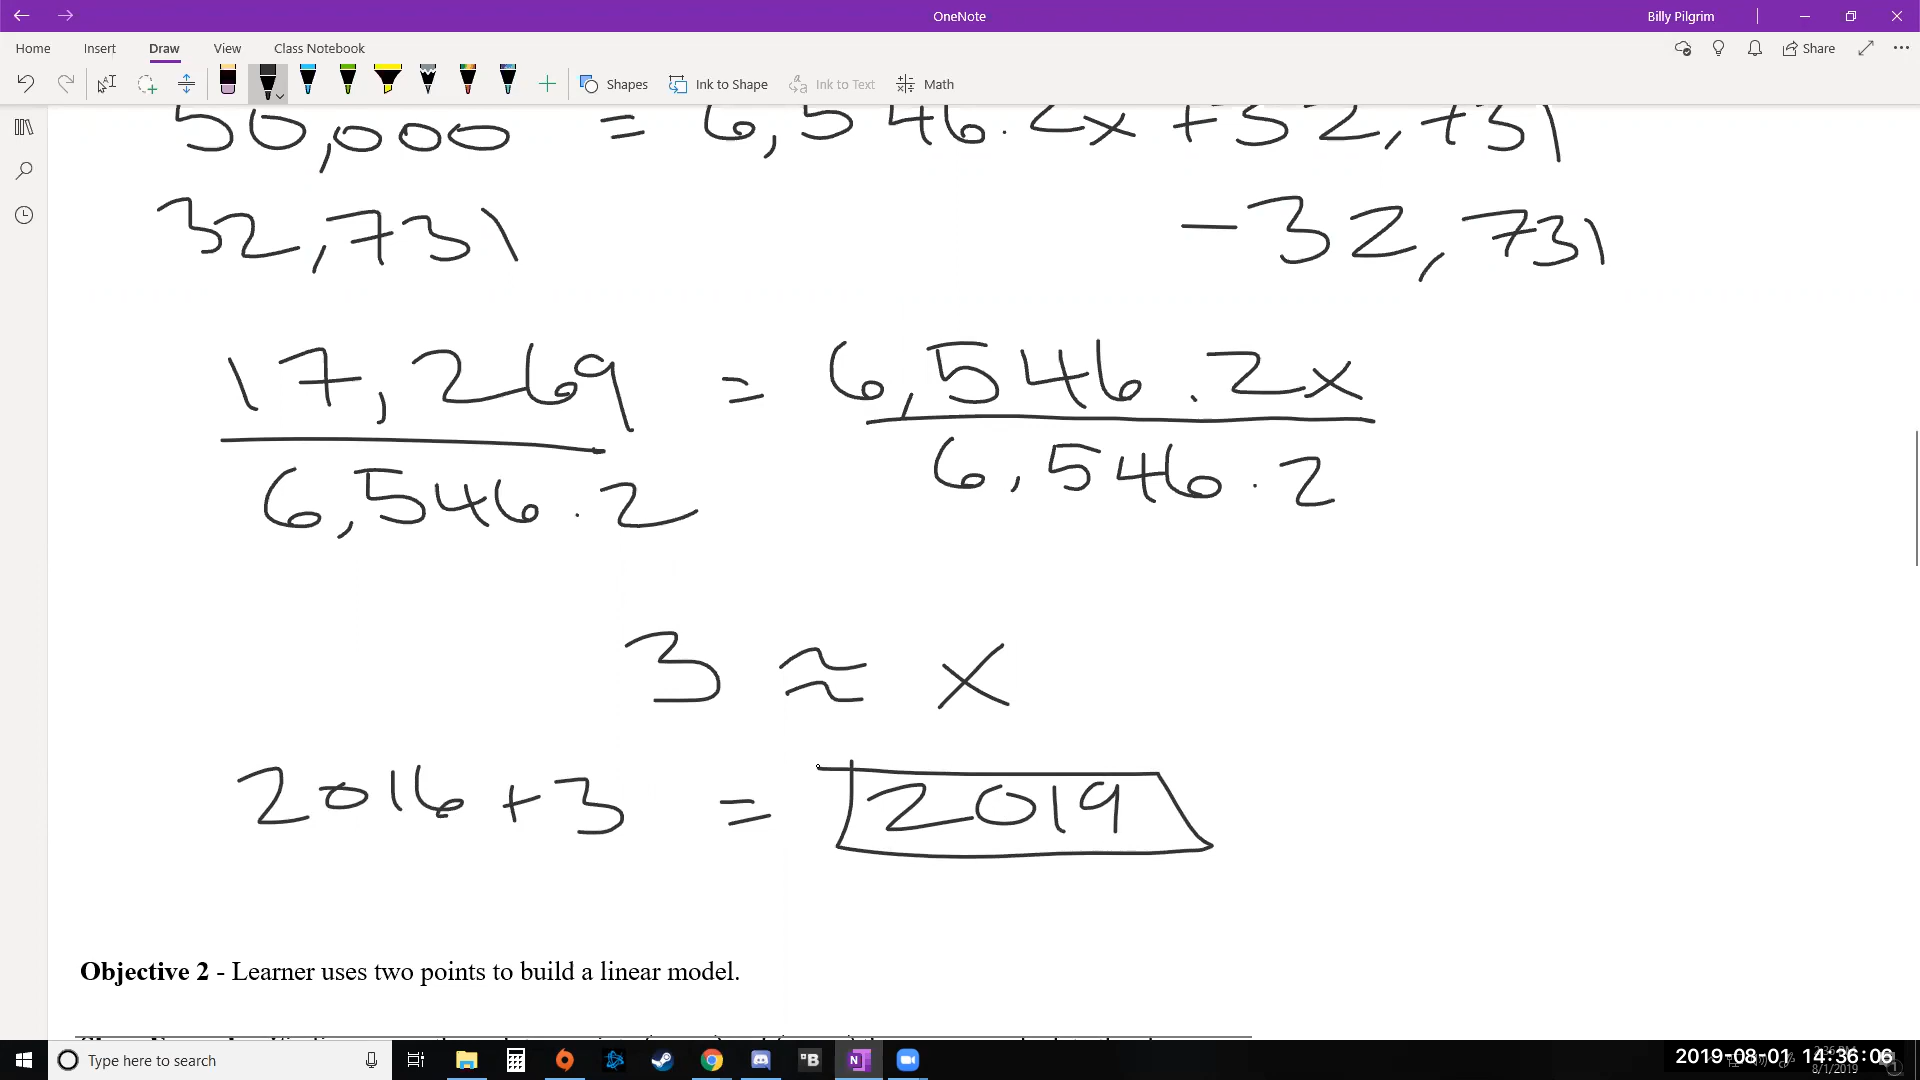 OneNote
Billy Pilgrim
Home Insert Draw View Class Notebook
Share
Shapes Ink to Shape Ink to Text Math
50,000 = 6,546.2x + 32,731
32,731 - 32,731
17,269 = 6,546.2x
6,546.2 6,546.2
3 ≈ x
2016 + 3 = 2019
Objective 2 - Learner uses two points to build a linear model.
Type here to search
2019-08-01 14:36:06
8/1/2019